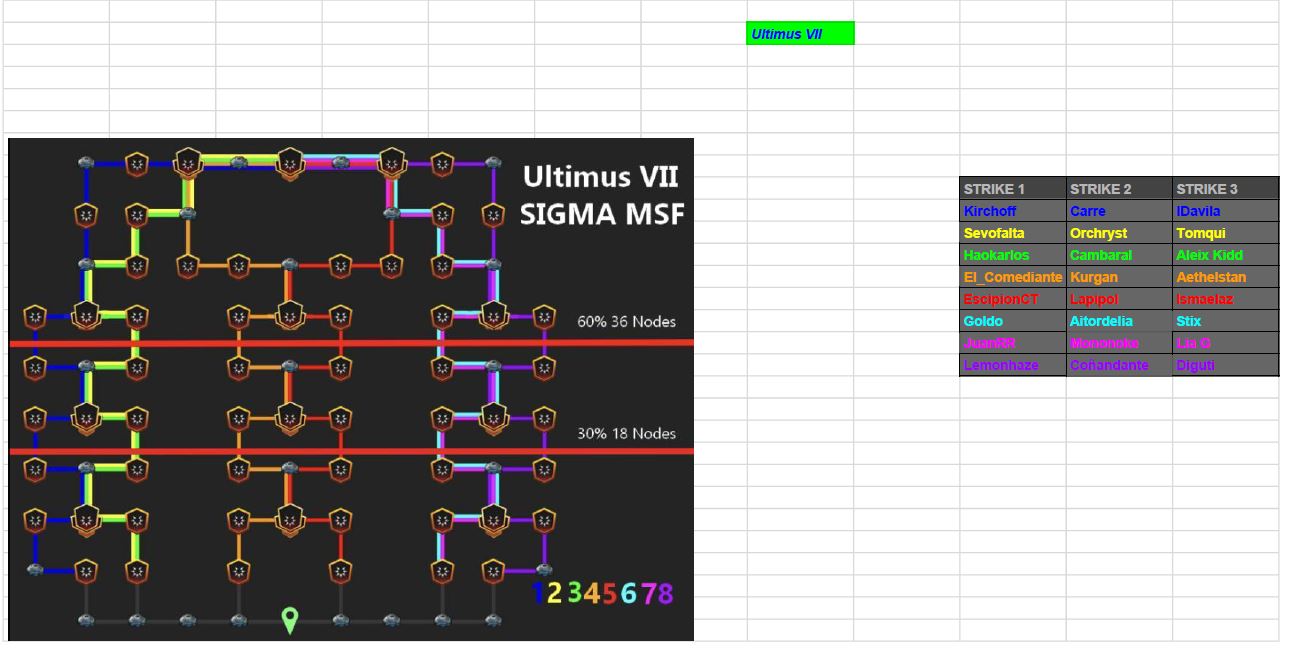 Ultimus VII
Ultimus VII
SIGMA MSF
60% 36 Nodes
30% 18 Nodes
12345678
STRIKE 1 STRIKE 2 STRIKE 3
Kirchoff Carre IDavila
Sevofalta Orchryst Tomqui
Haokarlos Cambaral Aleix Kidd
El_Comediante Kurgan Aethelstan
EscipionCT Lapipol Ismaelaz
Goldo Aitordelia Stix
JuanRR Mononoko Lia G
Lemonhaze Coñandante Diguti